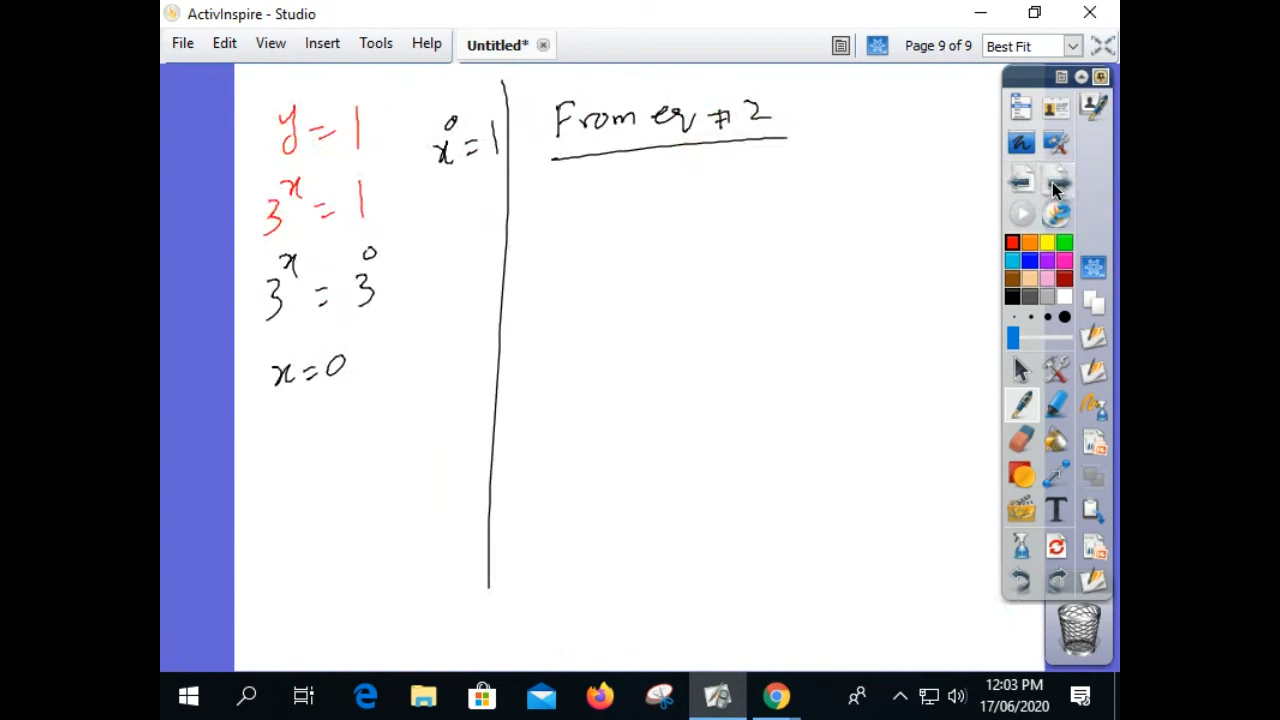 ActivInspire - Studio
File Edit View Insert Tools Help Untitled* Page 9 of 9 Best Fit
y = 1
3ˣ = 1
3ˣ = 3⁰
x = 0
x⁰ = 1
From eq # 2
12:03 PM
17/06/2020